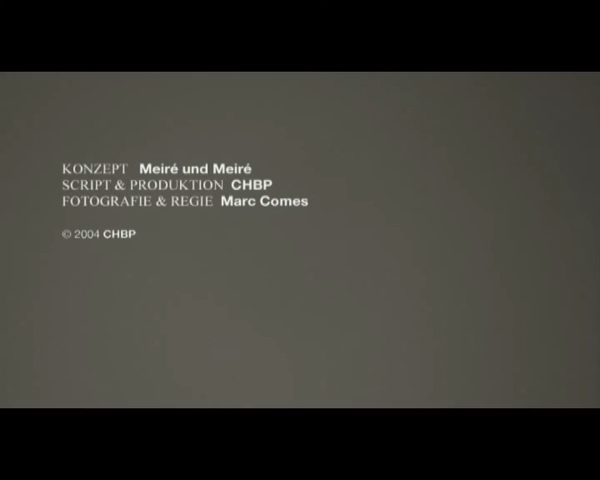 KONZEPT Meiré und Meiré
SCRIPT & PRODUKTION CHBP
FOTOGRAFIE & REGIE Marc Comes
© 2004 CHBP